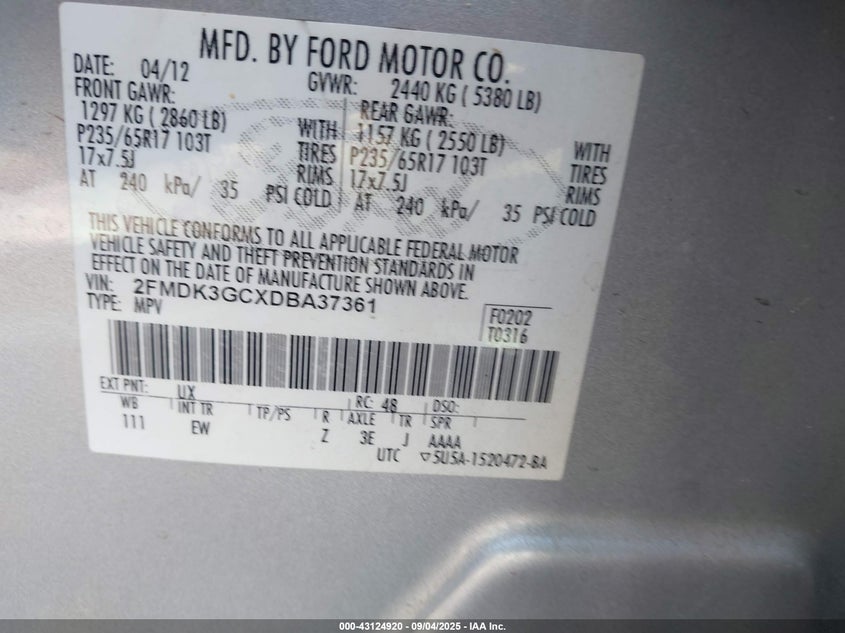 MFD. BY FORD MOTOR CO.
DATE: 04/12
GVWR: 2440 KG ( 5380 LB)
FRONT GAWR:
1297 KG ( 2860 LB)
P235/65R17 103T
17x7.5J
WITH
TIRES
RIMS
AT 240 kPa/ 35 PSI COLD
REAR GAWR:
1157 KG ( 2550 LB)
P235/65R17 103T
17x7.5J
WITH
TIRES
RIMS
AT 240 kPa/ 35 PSI COLD
THIS VEHICLE CONFORMS TO ALL APPLICABLE FEDERAL MOTOR
VEHICLE SAFETY AND THEFT PREVENTION STANDARDS IN
EFFECT ON THE DATE OF MANUFACTURE SHOWN ABOVE.
VIN: 2FMDK3GCXDBA37361
TYPE: MPV
F0202
T0316
EXT PNT: UX RC: 48 DSO:
WB INT TR TP/PS R AXLE TR SPR
111 EW Z 3E J AAAA
UTC ▽5U5A-1520472-BA
000-43124920 - 09/04/2025 - IAA Inc.